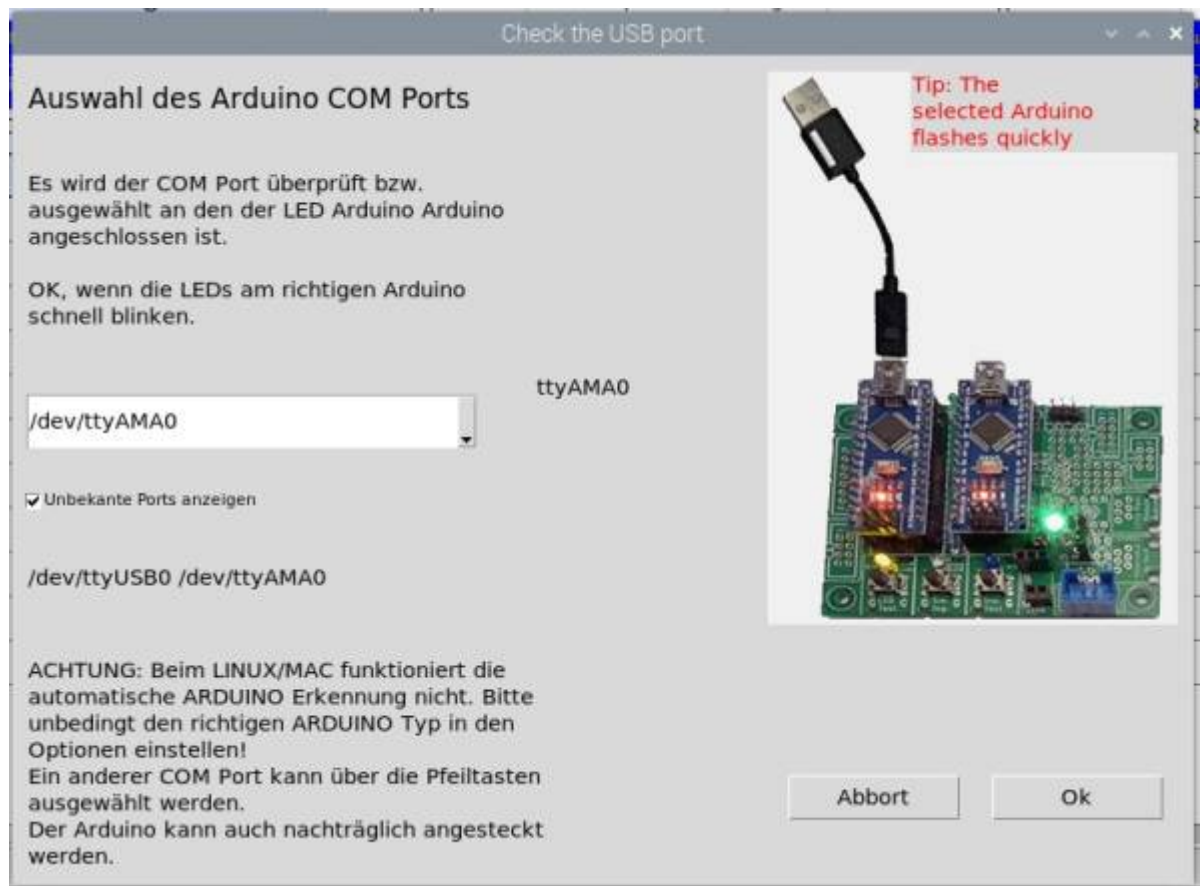 Check the USB port
Auswahl des Arduino COM Ports
Tip: The
selected Arduino
flashes quickly
Es wird der COM Port überprüft bzw.
ausgewählt an den der LED Arduino Arduino
angeschlossen ist.
OK, wenn die LEDs am richtigen Arduino
schnell blinken.
ttyAMA0
/dev/ttyAMA0
Unbekante Ports anzeigen
/dev/ttyUSB0 /dev/ttyAMA0
ACHTUNG: Beim LINUX/MAC funktioniert die
automatische ARDUINO Erkennung nicht. Bitte
unbedingt den richtigen ARDUINO Typ in den
Optionen einstellen!
Ein anderer COM Port kann über die Pfeiltasten
ausgewählt werden.
Der Arduino kann auch nachträglich angesteckt
werden.
Abbort
Ok